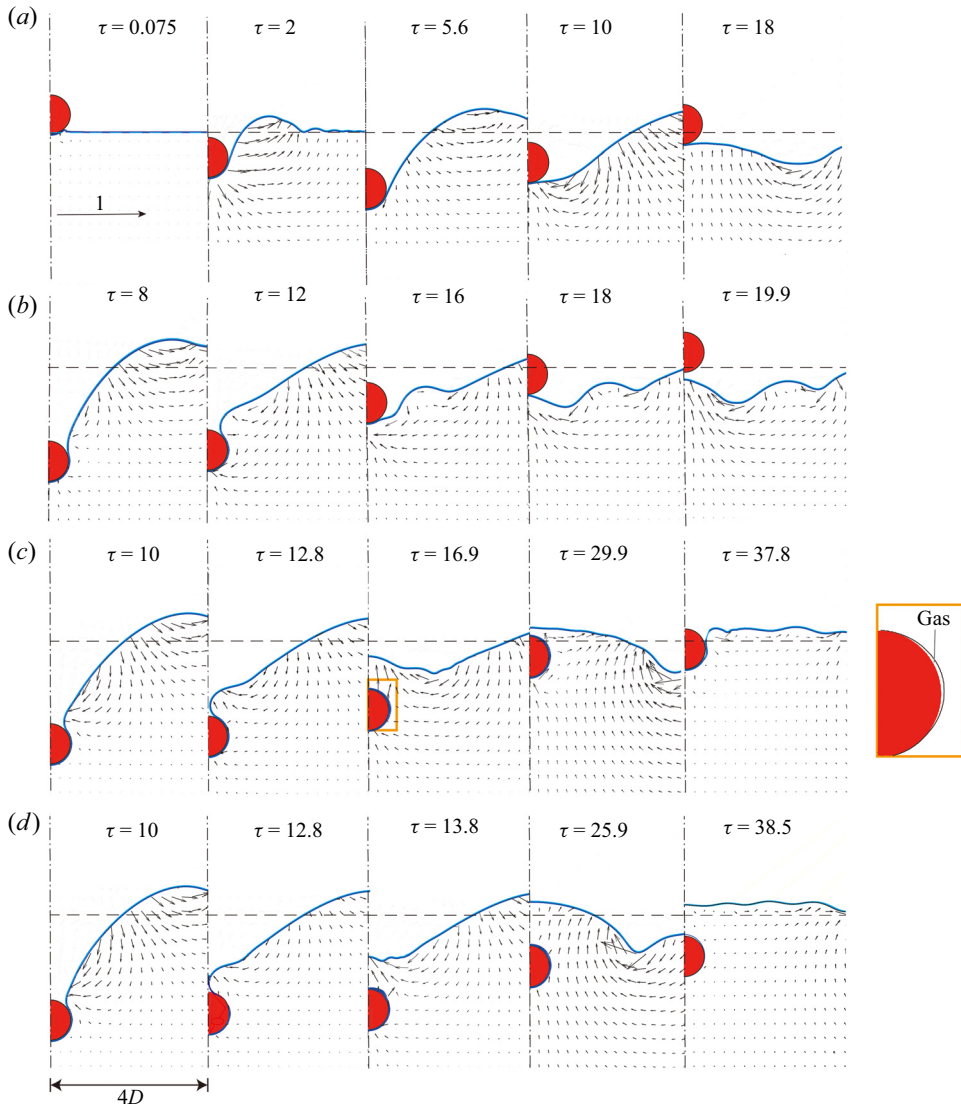 (a) τ = 0.075 τ = 2 τ = 5.6 τ = 10 τ = 18
1
(b) τ = 8 τ = 12 τ = 16 τ = 18 τ = 19.9
(c) τ = 10 τ = 12.8 τ = 16.9 τ = 29.9 τ = 37.8
Gas
(d) τ = 10 τ = 12.8 τ = 13.8 τ = 25.9 τ = 38.5
4D